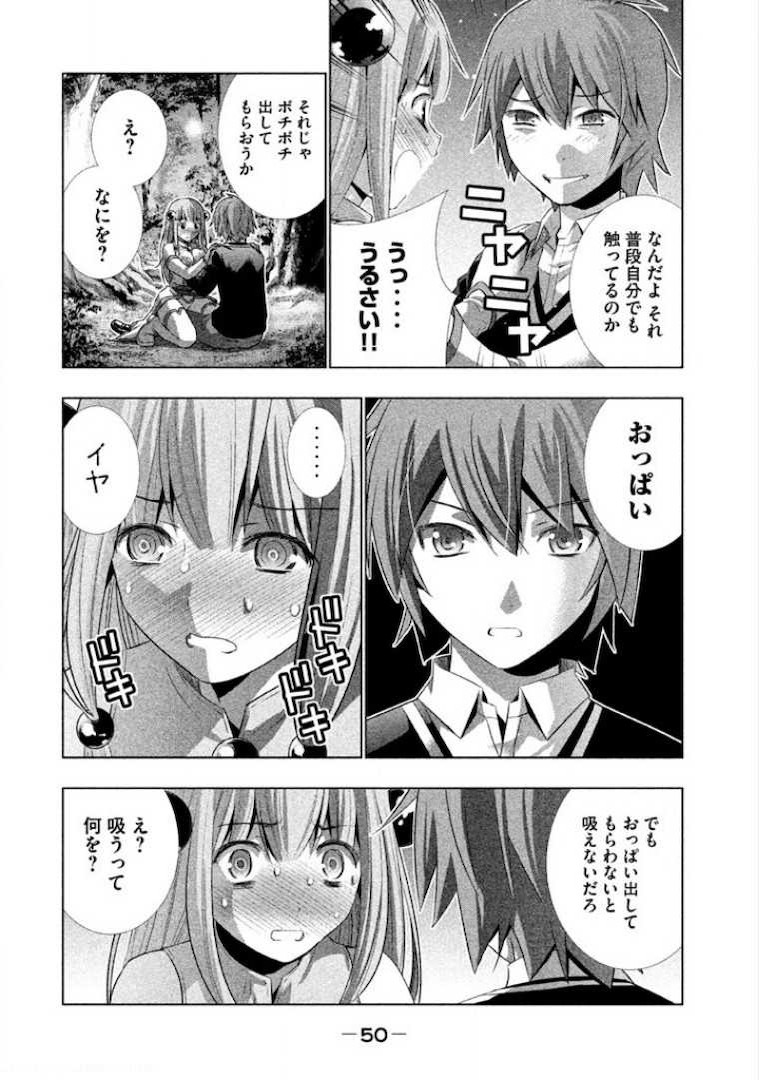 なんだよ それ
普段自分でも
触ってるのか
ニヤニヤ
うっ・・・・
うるさい!!
それじゃ
ボチボチ
出して
もらおうか
え?
なにを?
おっぱい
・・・・・
イヤ
ドキドキ
ドキドキ
でも
おっぱい出して
もらわないと
吸えないだろ
え?
吸うって
何を?
—50—